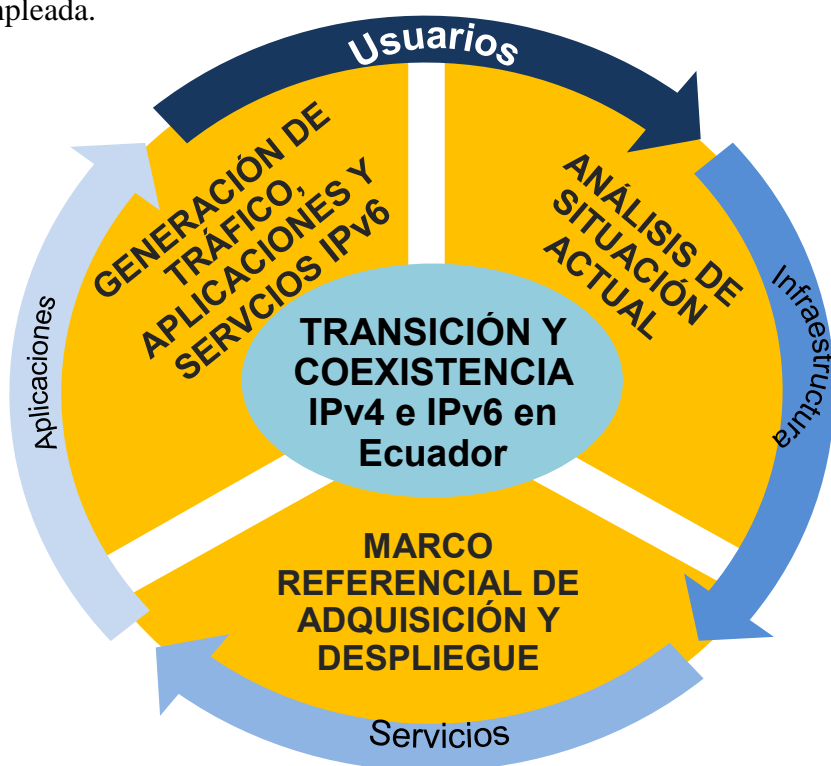 mpleada.
Usuarios
GENERACIÓN DE
TRÁFICO,
APLICACIONES Y
SERVCIOS IPv6
ANÁLISIS DE
SITUACIÓN
ACTUAL
Infraestructura
Aplicaciones
TRANSICIÓN Y
COEXISTENCIA
IPv4 e IPv6 en
Ecuador
MARCO
REFERENCIAL DE
ADQUISICIÓN Y
DESPLIEGUE
Servicios